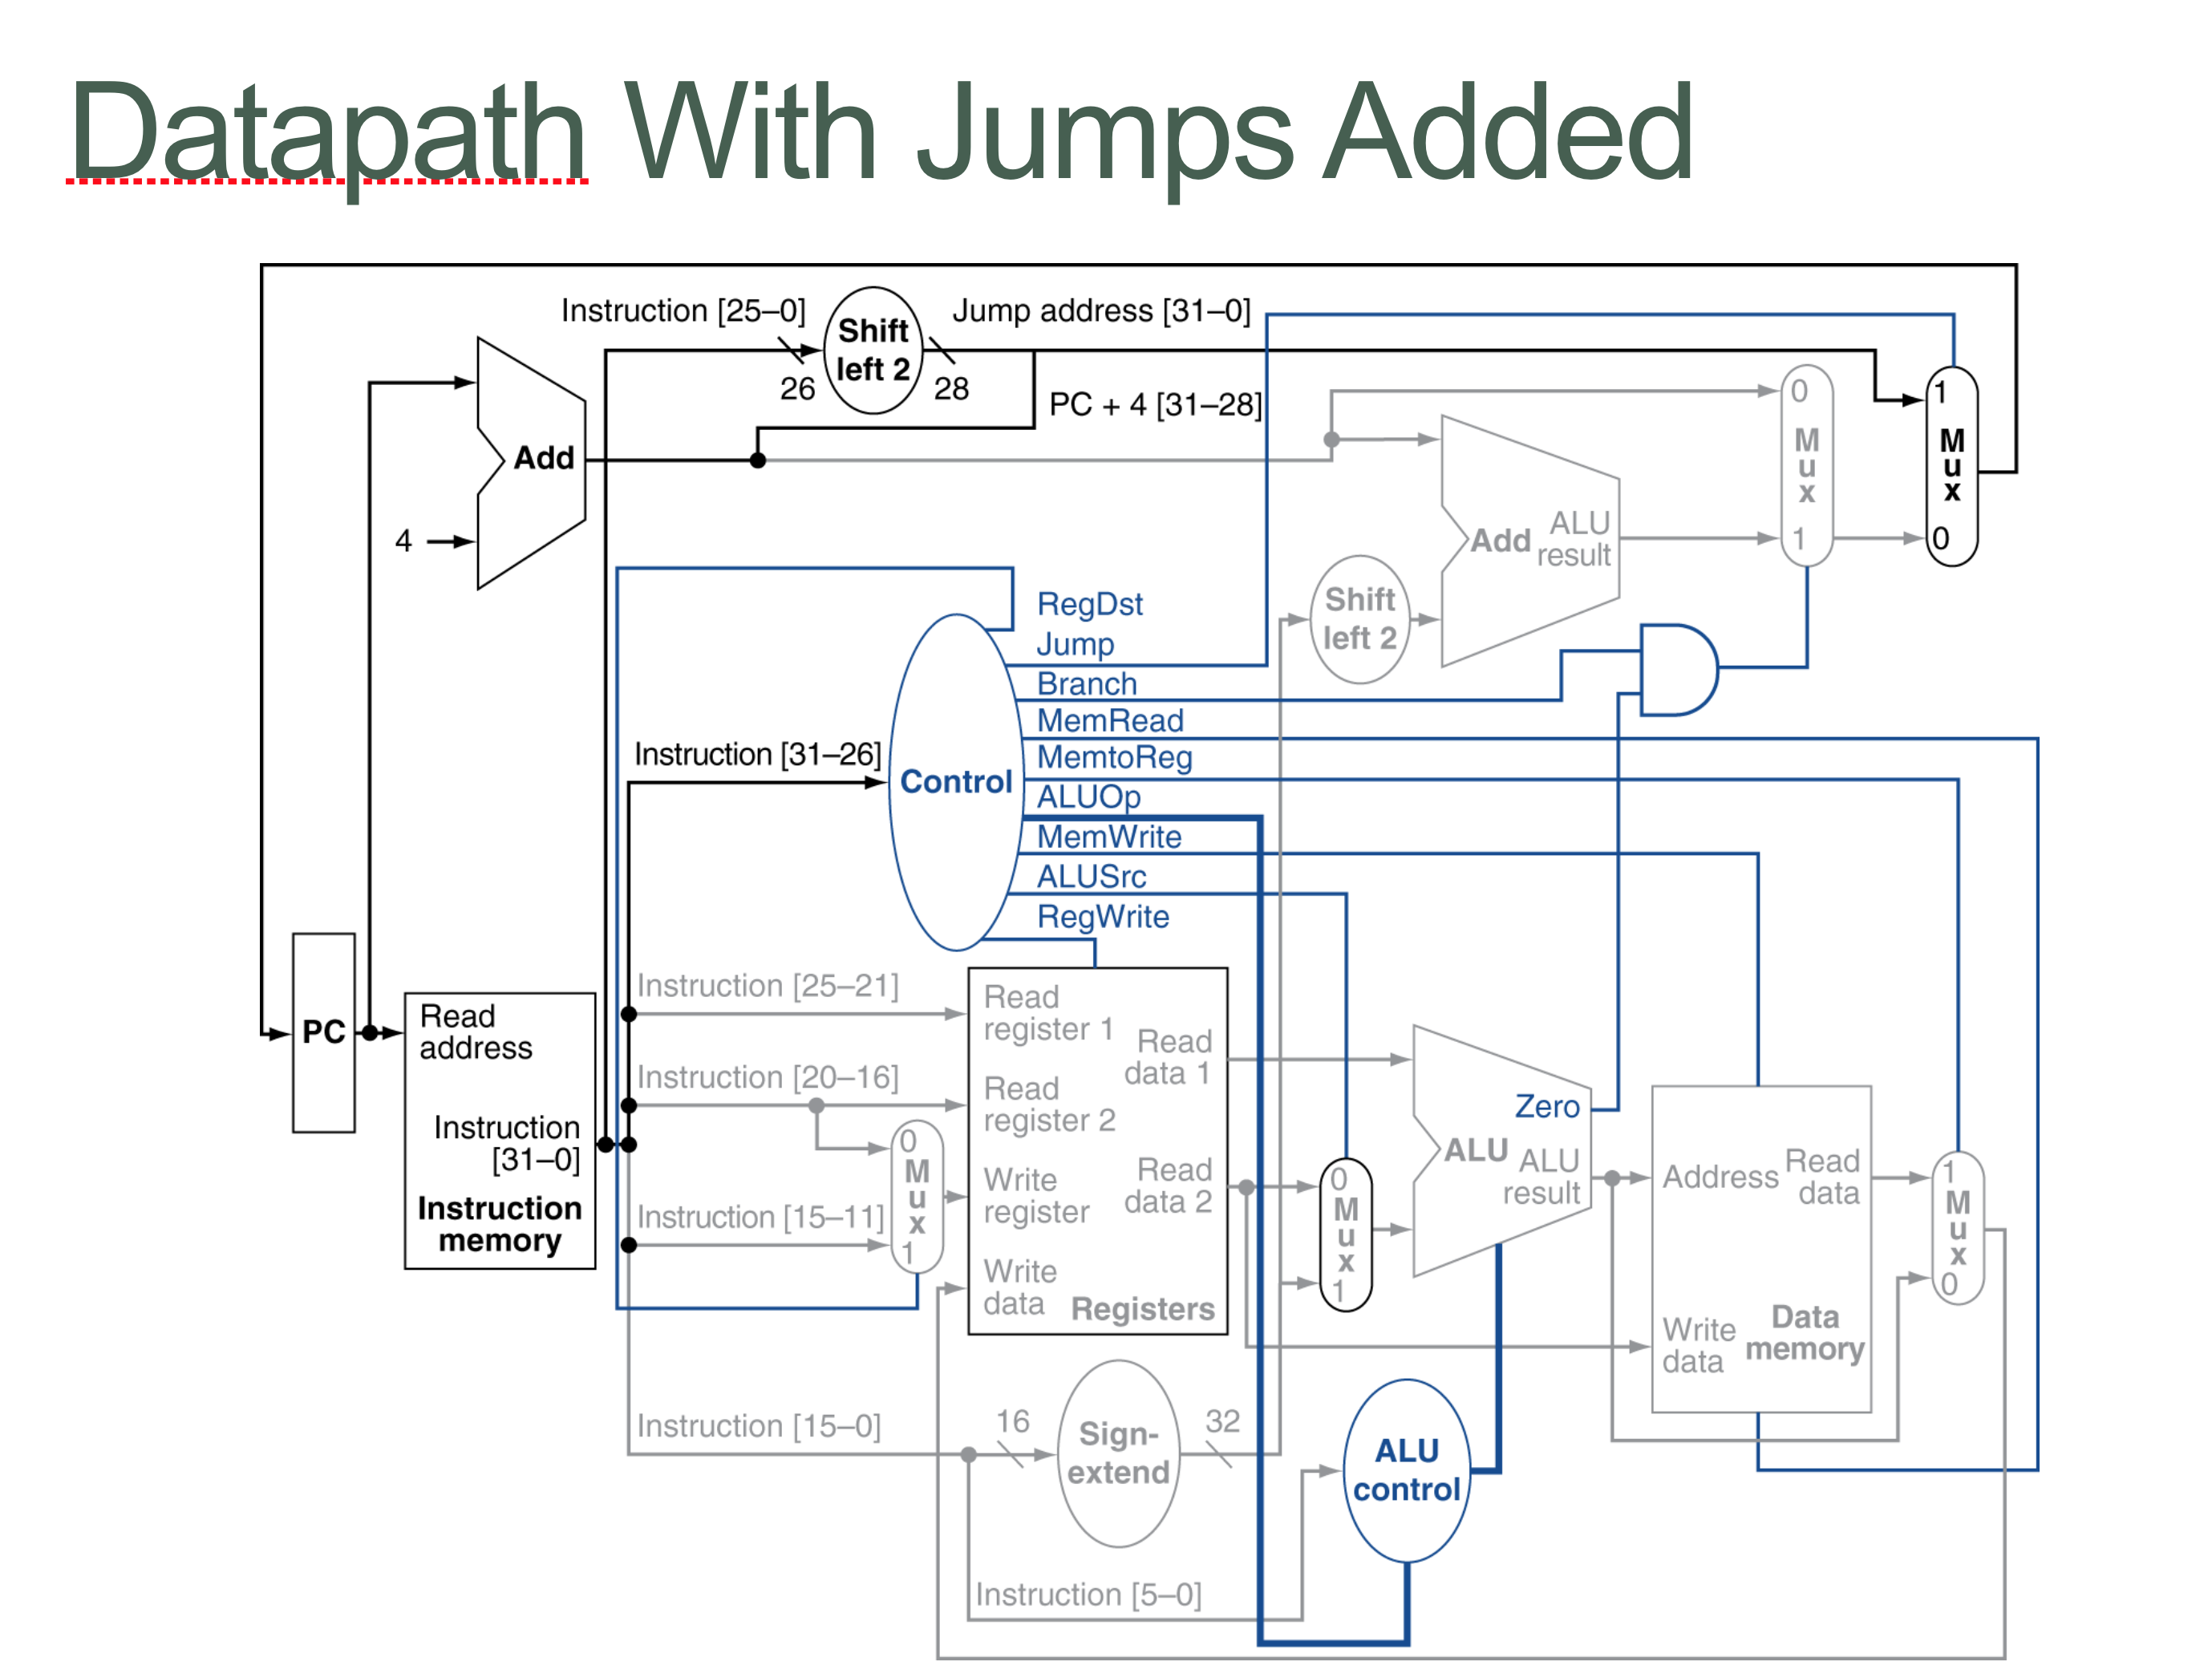 Datapath With Jumps Added
Instruction [25–0]
Shift
left 2
Jump address [31–0]
26
28
PC + 4 [31–28]
Add
4
0
M
u
x
1
1
M
u
x
0
Add
ALU
result
Shift
left 2
RegDst
Jump
Branch
MemRead
MemtoReg
ALUOp
MemWrite
ALUSrc
RegWrite
Instruction [31–26]
Control
PC
Read
address
Instruction
[31–0]
Instruction
memory
Instruction [25–21]
Instruction [20–16]
Instruction [15–11]
0
M
u
x
1
Read
register 1
Read
register 2
Write
register
Write
data
Read
data 1
Read
data 2
Registers
0
M
u
x
1
Zero
ALU
ALU
result
Address
Read
data
Write
data
Data
memory
1
M
u
x
0
Instruction [15–0]
16
Sign-
extend
32
ALU
control
Instruction [5–0]